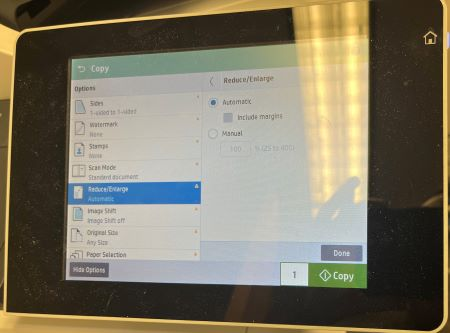 Copy
Options
Sides
1-sided to 1-sided
Watermark
None
Stamps
None
Scan Mode
Standard document
Reduce/Enlarge
Automatic
Image Shift
Image Shift off
Original Size
Any Size
Paper Selection
Hide Options
Reduce/Enlarge
Automatic
Include margins
Manual
100 % (25 to 400)
Done
1 Copy